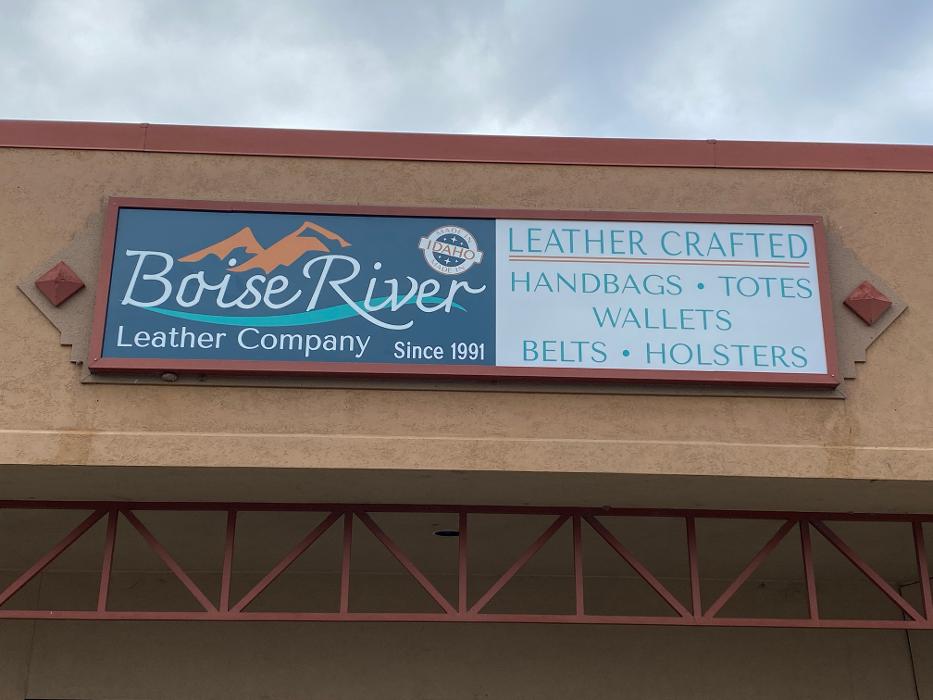 Boise River
Leather Company
Since 1991
MADE IN
IDAHO
MADE IN
LEATHER CRAFTED
HANDBAGS • TOTES
WALLETS
BELTS • HOLSTERS